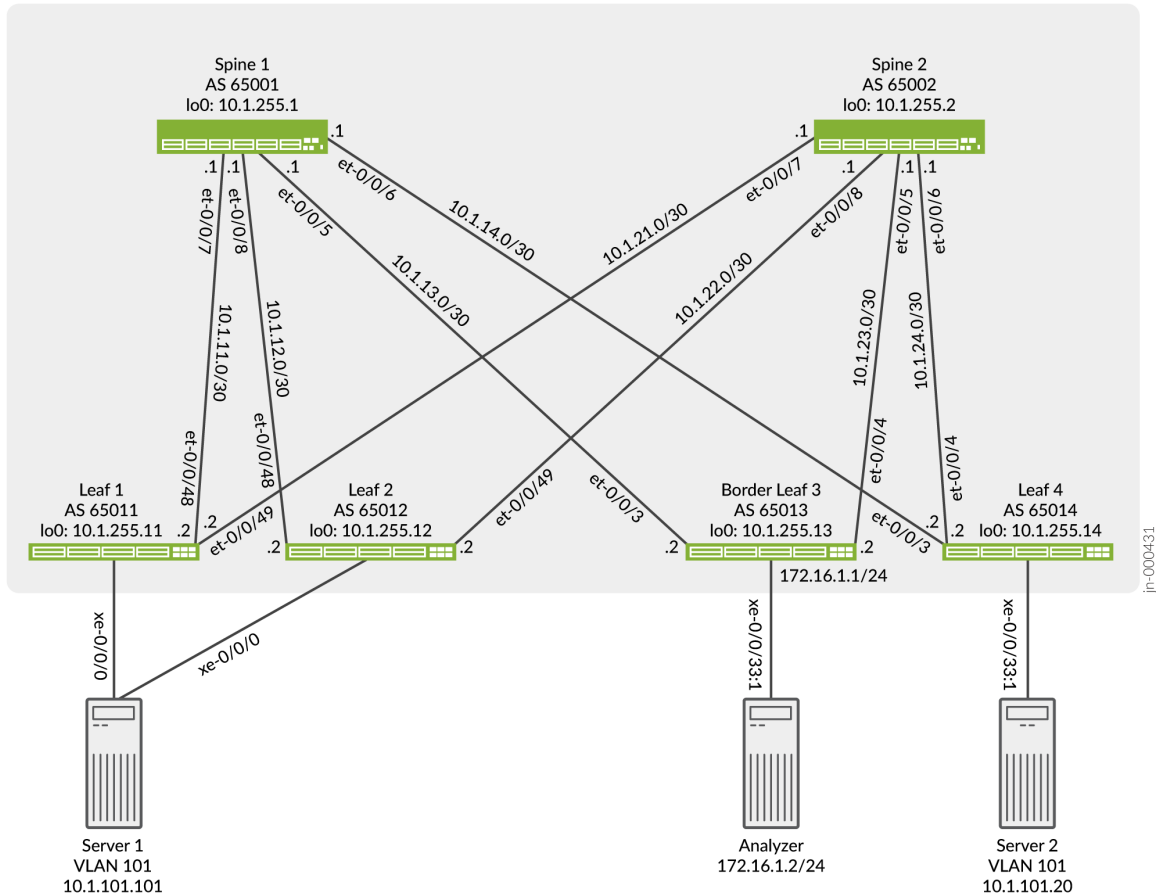 Spine 1
AS 65001
lo0: 10.1.255.1
Spine 2
AS 65002
lo0: 10.1.255.2
.1
.1
.1
.1
.1
.1
.1
.1
et-0/0/7
et-0/0/8
et-0/0/5
et-0/0/6
et-0/0/7
et-0/0/8
et-0/0/5
et-0/0/6
10.1.11.0/30
10.1.12.0/30
10.1.13.0/30
10.1.14.0/30
10.1.21.0/30
10.1.22.0/30
10.1.23.0/30
10.1.24.0/30
et-0/0/48
et-0/0/49
et-0/0/48
et-0/0/49
et-0/0/3
et-0/0/4
et-0/0/3
et-0/0/4
Leaf 1
AS 65011
lo0: 10.1.255.11
.2
.2
Leaf 2
AS 65012
lo0: 10.1.255.12
.2
.2
Border Leaf 3
AS 65013
lo0: 10.1.255.13
.2
.2
172.16.1.1/24
Leaf 4
AS 65014
lo0: 10.1.255.14
.2
.2
xe-0/0/0
xe-0/0/0
xe-0/0/33:1
xe-0/0/33:1
Server 1
VLAN 101
10.1.101.101
Analyzer
172.16.1.2/24
Server 2
VLAN 101
10.1.101.20
jn-000431